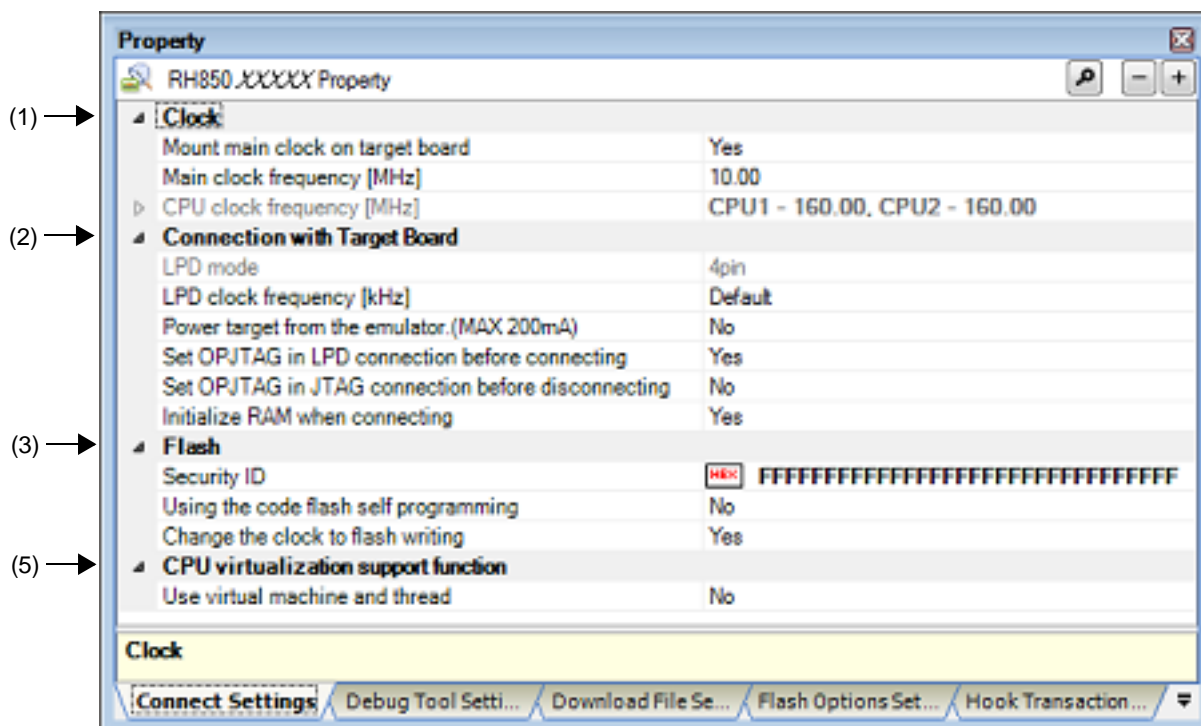 Property
RH850 XXXXX Property
(1) Clock
Mount main clock on target board Yes
Main clock frequency [MHz] 10.00
CPU clock frequency [MHz] CPU1 - 160.00, CPU2 - 160.00
(2) Connection with Target Board
LPD mode 4pin
LPD clock frequency [kHz] Default
Power target from the emulator.(MAX 200mA) No
Set OPJTAG in LPD connection before connecting Yes
Set OPJTAG in JTAG connection before disconnecting No
Initialize RAM when connecting Yes
(3) Flash
Security ID HEX FFFFFFFFFFFFFFFFFFFFFFFFFFFFFFFF
Using the code flash self programming No
Change the clock to flash writing Yes
(5) CPU virtualization support function
Use virtual machine and thread No
Clock
Connect Settings Debug Tool Setti... Download File Se... Flash Options Set... Hook Transaction...